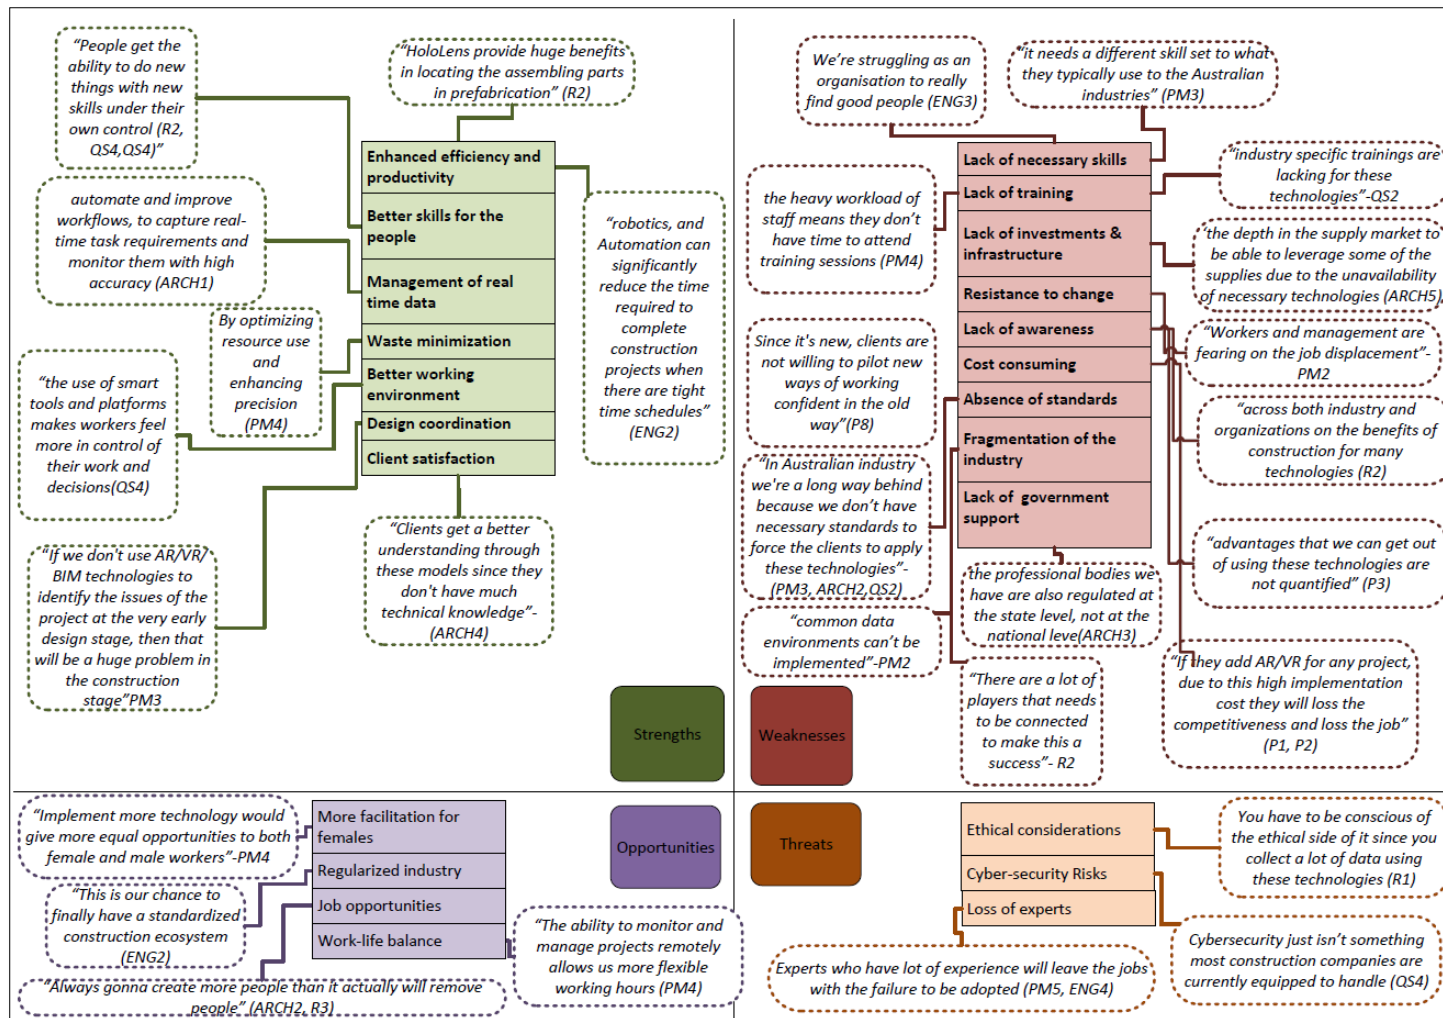 “People get the
ability to do new
things with new
skills under their
own control (R2,
QS4,QS4)”
“HoloLens provide huge benefits
in locating the assembling parts
in prefabrication” (R2)
automate and improve
workflows, to capture real-
time task requirements and
monitor them with high
accuracy (ARCH1)
Enhanced efficiency and
productivity
Better skills for the
people
Management of real
time data
Waste minimization
Better working
environment
Design coordination
Client satisfaction
“robotics, and
Automation can
significantly
reduce the time
required to
complete
construction
projects when
there are tight
time schedules”
(ENG2)
By optimizing
resource use
and
enhancing
precision
(PM4)
“the use of smart
tools and platforms
makes workers feel
more in control of
their work and
decisions(QS4)
“If we don't use AR/VR/
BIM technologies to
identify the issues of the
project at the very early
design stage, then that
will be a huge problem in
the construction
stage”PM3
“Clients get a better
understanding through
these models since they
don't have much
technical knowledge”-
(ARCH4)
Strengths
We’re struggling as an
organisation to really
find good people (ENG3)
“it needs a different skill set to what
they typically use to the Australian
industries” (PM3)
the heavy workload of
staff means they don’t
have time to attend
training sessions (PM4)
Lack of necessary skills
Lack of training
Lack of investments &
infrastructure
Resistance to change
Lack of awareness
Cost consuming
Absence of standards
Fragmentation of the
industry
Lack of government
support
“industry specific trainings are
lacking for these
technologies”-QS2
“the depth in the supply market to
be able to leverage some of the
supplies due to the unavailability
of necessary technologies (ARCH5)
“Workers and management are
fearing on the job displacement”-
PM2
“across both industry and
organizations on the benefits of
construction for many
technologies (R2)
“advantages that we can get out
of using these technologies are
not quantified” (P3)
“If they add AR/VR for any project,
due to this high implementation
cost they will loss the
competitiveness and loss the job”
(P1, P2)
Since it's new, clients are
not willing to pilot new
ways of working
confident in the old
way”(P8)
“In Australian industry
we're a long way behind
because we don’t have
necessary standards to
force the clients to apply
these technologies”-
(PM3, ARCH2,QS2)
“common data
environments can’t be
implemented”-PM2
the professional bodies we
have are also regulated at
the state level, not at the
national leve(ARCH3)
“There are a lot of
players that needs
to be connected
to make this a
success”- R2
Weaknesses
“Implement more technology would
give more equal opportunities to both
female and male workers”-PM4
“This is our chance to
finally have a standardized
construction ecosystem
(ENG2)
“Always gonna create more people than it actually will remove
people” (ARCH2, R3)
More facilitation for
females
Regularized industry
Job opportunities
Work-life balance
“The ability to monitor and
manage projects remotely
allows us more flexible
working hours (PM4)
Opportunities
Threats
Ethical considerations
Cyber-security Risks
Loss of experts
You have to be conscious of
the ethical side of it since you
collect a lot of data using
these technologies (R1)
Cybersecurity just isn’t something
most construction companies are
currently equipped to handle (QS4)
Experts who have lot of experience will leave the jobs
with the failure to be adopted (PM5, ENG4)